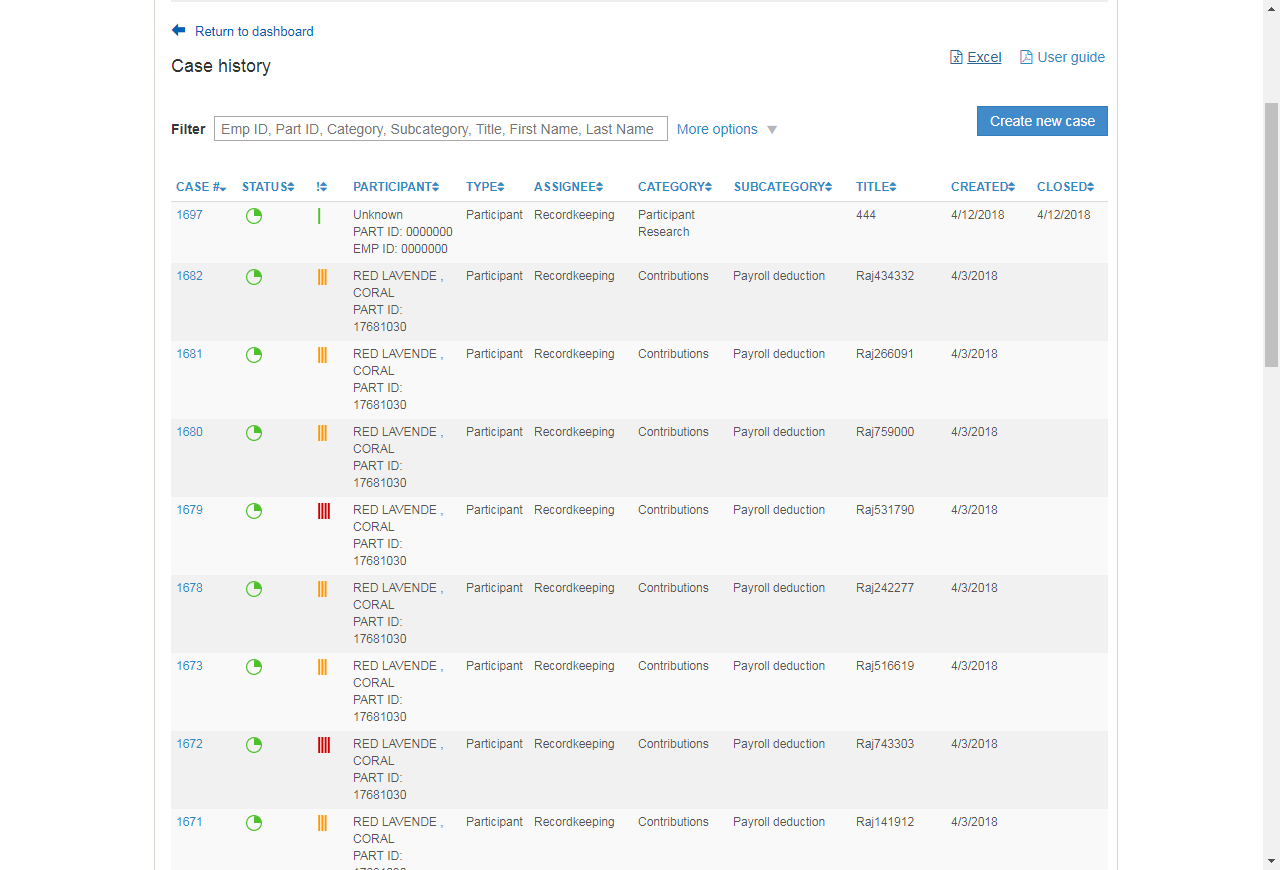 Return to dashboard
Case history
Excel User guide
Filter Emp ID, Part ID, Category, Subcategory, Title, First Name, Last Name More options Create new case
CASE # STATUS ! PARTICIPANT TYPE ASSIGNEE CATEGORY SUBCATEGORY TITLE CREATED CLOSED
1697 Unknown Participant Recordkeeping Participant 444 4/12/2018 4/12/2018
PART ID: 0000000 Research
EMP ID: 0000000
1682 RED LAVENDE , Participant Recordkeeping Contributions Payroll deduction Raj434332 4/3/2018
CORAL
PART ID:
17681030
1681 RED LAVENDE , Participant Recordkeeping Contributions Payroll deduction Raj266091 4/3/2018
CORAL
PART ID:
17681030
1680 RED LAVENDE , Participant Recordkeeping Contributions Payroll deduction Raj759000 4/3/2018
CORAL
PART ID:
17681030
1679 RED LAVENDE , Participant Recordkeeping Contributions Payroll deduction Raj531790 4/3/2018
CORAL
PART ID:
17681030
1678 RED LAVENDE , Participant Recordkeeping Contributions Payroll deduction Raj242277 4/3/2018
CORAL
PART ID:
17681030
1673 RED LAVENDE , Participant Recordkeeping Contributions Payroll deduction Raj516619 4/3/2018
CORAL
PART ID:
17681030
1672 RED LAVENDE , Participant Recordkeeping Contributions Payroll deduction Raj743303 4/3/2018
CORAL
PART ID:
17681030
1671 RED LAVENDE , Participant Recordkeeping Contributions Payroll deduction Raj141912 4/3/2018
CORAL
PART ID: